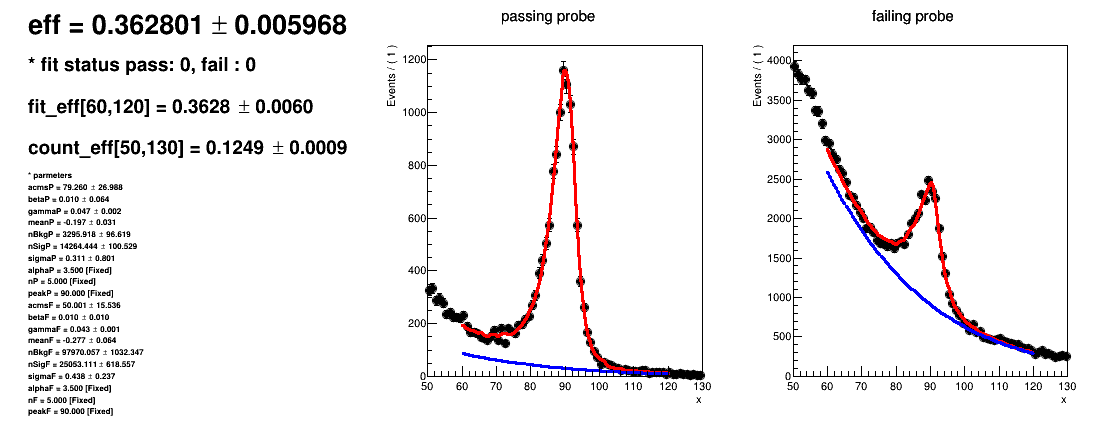 eff = 0.362801 ± 0.005968
* fit status pass: 0, fail : 0
fit_eff[60,120] = 0.3628 ± 0.0060
count_eff[50,130] = 0.1249 ± 0.0009
* parmeters
acmsP = 79.260 ± 26.988
betaP = 0.010 ± 0.064
gammaP = 0.047 ± 0.002
meanP = -0.197 ± 0.031
nBkgP = 3295.918 ± 96.619
nSigP = 14264.444 ± 100.529
sigmaP = 0.311 ± 0.801
alphaP = 3.500 [Fixed]
nP = 5.000 [Fixed]
peakP = 90.000 [Fixed]
acmsF = 50.001 ± 15.536
betaF = 0.010 ± 0.010
gammaF = 0.043 ± 0.001
meanF = -0.277 ± 0.064
nBkgF = 97970.057 ± 1032.347
nSigF = 25053.111 ± 618.557
sigmaF = 0.438 ± 0.237
alphaF = 3.500 [Fixed]
nF = 5.000 [Fixed]
peakF = 90.000 [Fixed]
passing probe
Events / ( 1 )
1200
1000
800
600
400
200
0
50 60 70 80 90 100 110 120 130
x
failing probe
Events / ( 1 )
4000
3500
3000
2500
2000
1500
1000
500
0
50 60 70 80 90 100 110 120 130
x